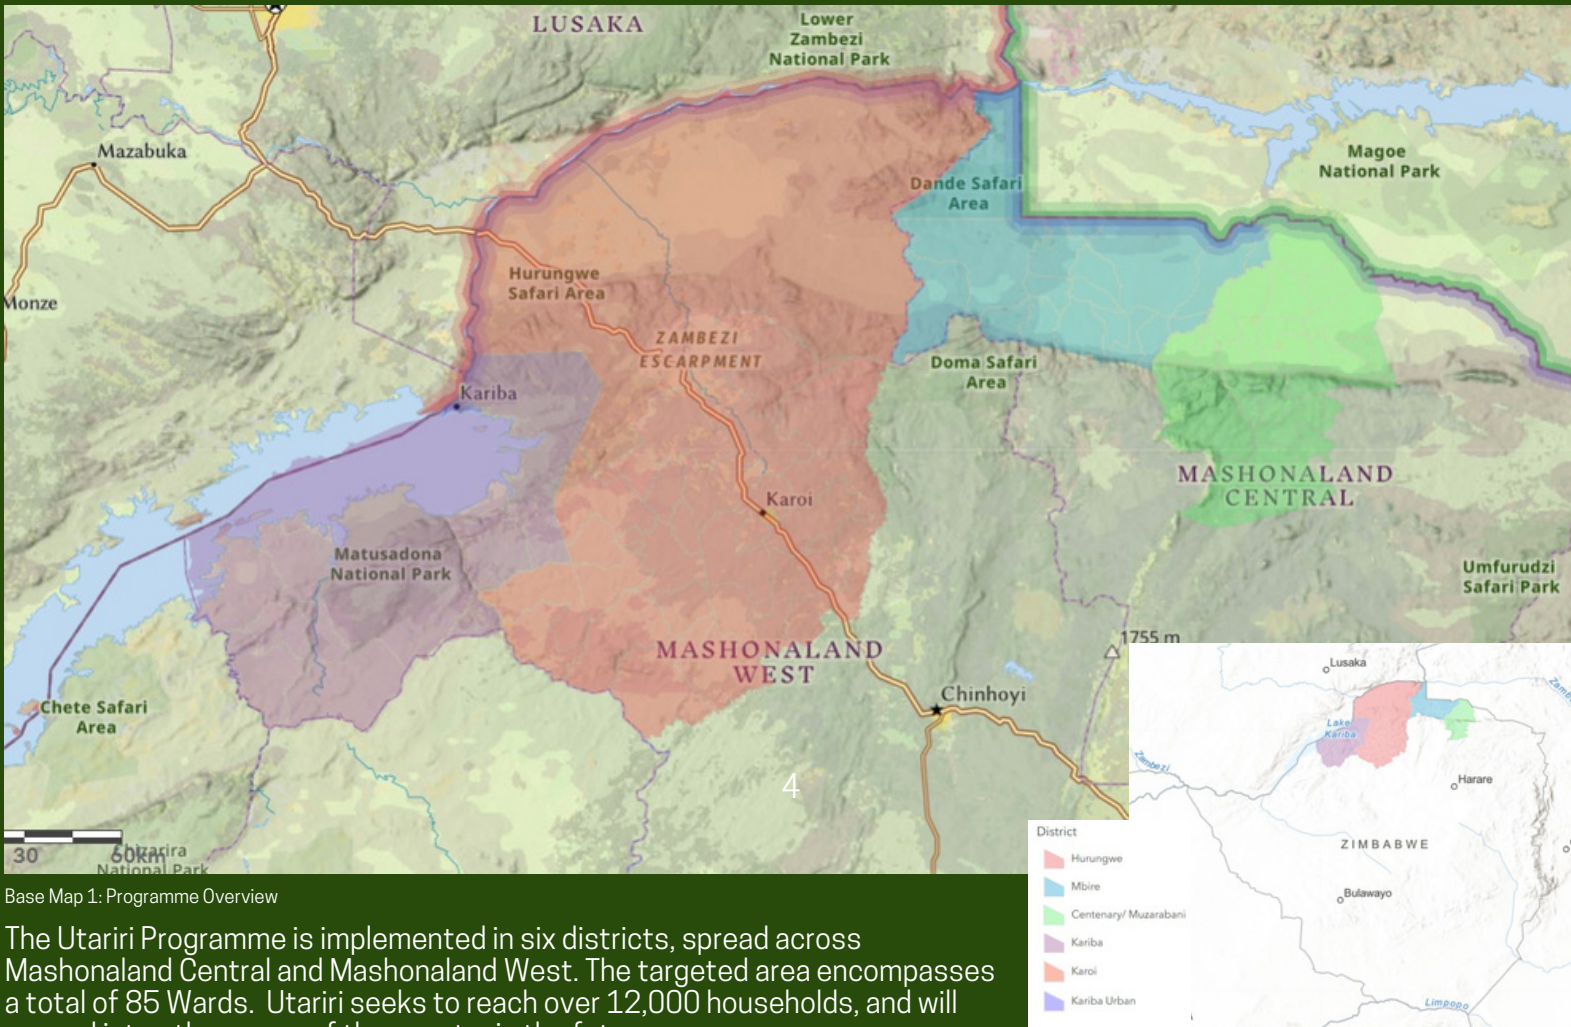 LUSAKA
Lower
Zambezi
National Park
Mazabuka
Magoe
National Park
Dande Safari
Area
Monze
Hurungwe
Safari Area
ZAMBEZI
ESCARPMENT
Doma Safari
Area
Kariba
MASHONALAND
CENTRAL
Karoi
Matusadona
National Park
Umfurudzi
Safari Park
MASHONALAND
WEST
1755 m
Chinhoyi
Chete Safari
Area
4
30 60km
Chizarira
National Park
Lusaka
Lake
Kariba
Zambezi
Harare
ZIMBABWE
Bulawayo
Limpopo
District
Hurungwe
Mbire
Centenary/ Muzarabani
Kariba
Karoi
Kariba Urban
Base Map 1: Programme Overview
The Utariri Programme is implemented in six districts, spread across
Mashonaland Central and Mashonaland West. The targeted area encompasses
a total of 85 Wards. Utariri seeks to reach over 12,000 households, and will